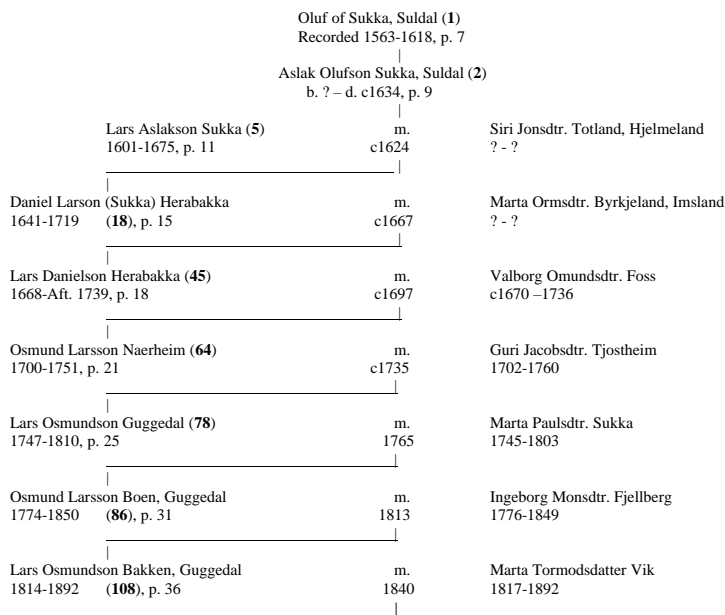 Oluf of Sukka, Suldal (1)
Recorded 1563-1618, p. 7
Aslak Olufson Sukka, Suldal (2)
b. ? – d. c1634, p. 9
Lars Aslakson Sukka (5) m. Siri Jonsdtr. Totland, Hjelmeland
1601-1675, p. 11 c1624 ? - ?
Daniel Larson (Sukka) Herabakka m. Marta Ormsdtr. Byrkjeland, Imsland
1641-1719 (18), p. 15 c1667 ? - ?
Lars Danielson Herabakka (45) m. Valborg Omundsdtr. Foss
1668-Aft. 1739, p. 18 c1697 c1670 –1736
Osmund Larsson Naerheim (64) m. Guri Jacobsdtr. Tjostheim
1700-1751, p. 21 c1735 1702-1760
Lars Osmundson Guggedal (78) m. Marta Paulsdtr. Sukka
1747-1810, p. 25 1765 1745-1803
Osmund Larsson Boen, Guggedal m. Ingeborg Monsdtr. Fjellberg
1774-1850 (86), p. 31 1813 1776-1849
Lars Osmundson Bakken, Guggedal m. Marta Tormodsdatter Vik
1814-1892 (108), p. 36 1840 1817-1892